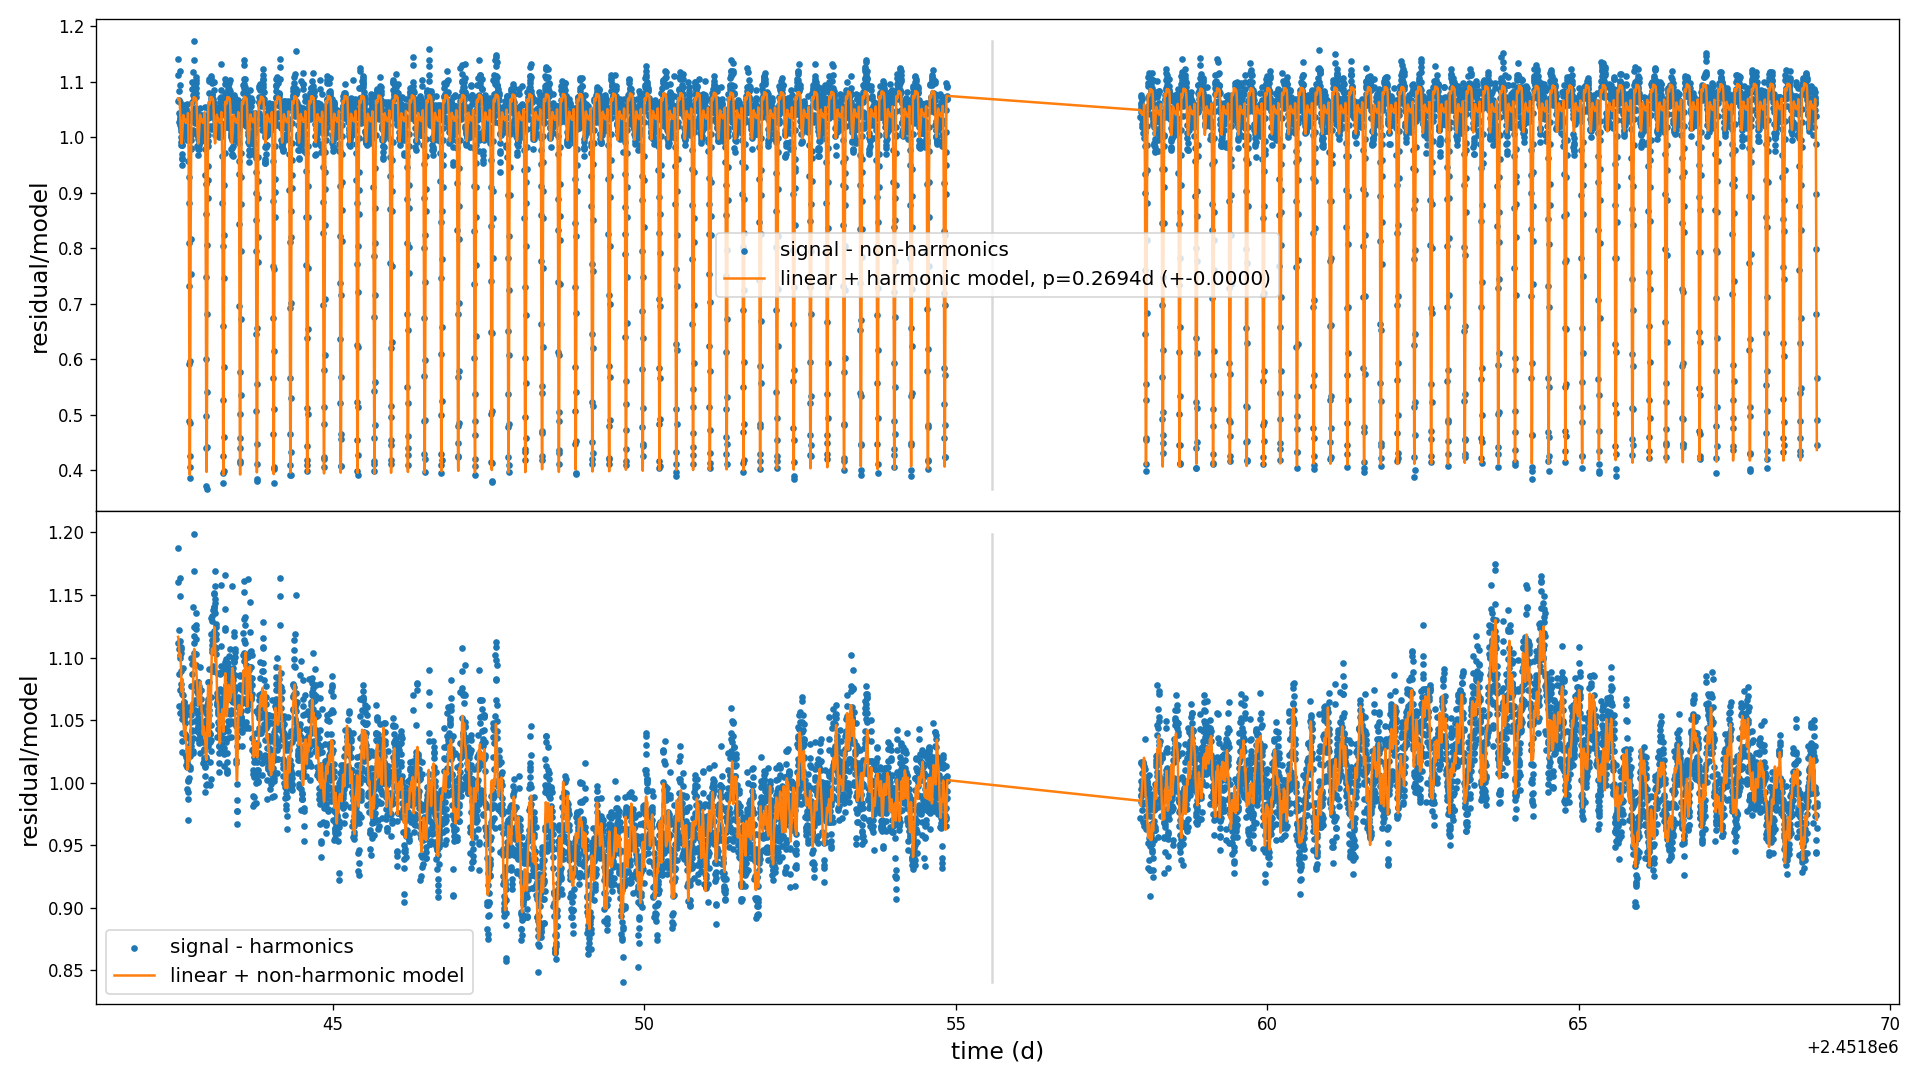 1.2
1.1
1.0
0.9
0.8
0.7
0.6
0.5
0.4
residual/model
signal - non-harmonics
linear + harmonic model, p=0.2694d (+-0.0000)
1.20
1.15
1.10
1.05
1.00
0.95
0.90
0.85
residual/model
signal - harmonics
linear + non-harmonic model
45 50 55 60 65 70
time (d)
+2.4518e6